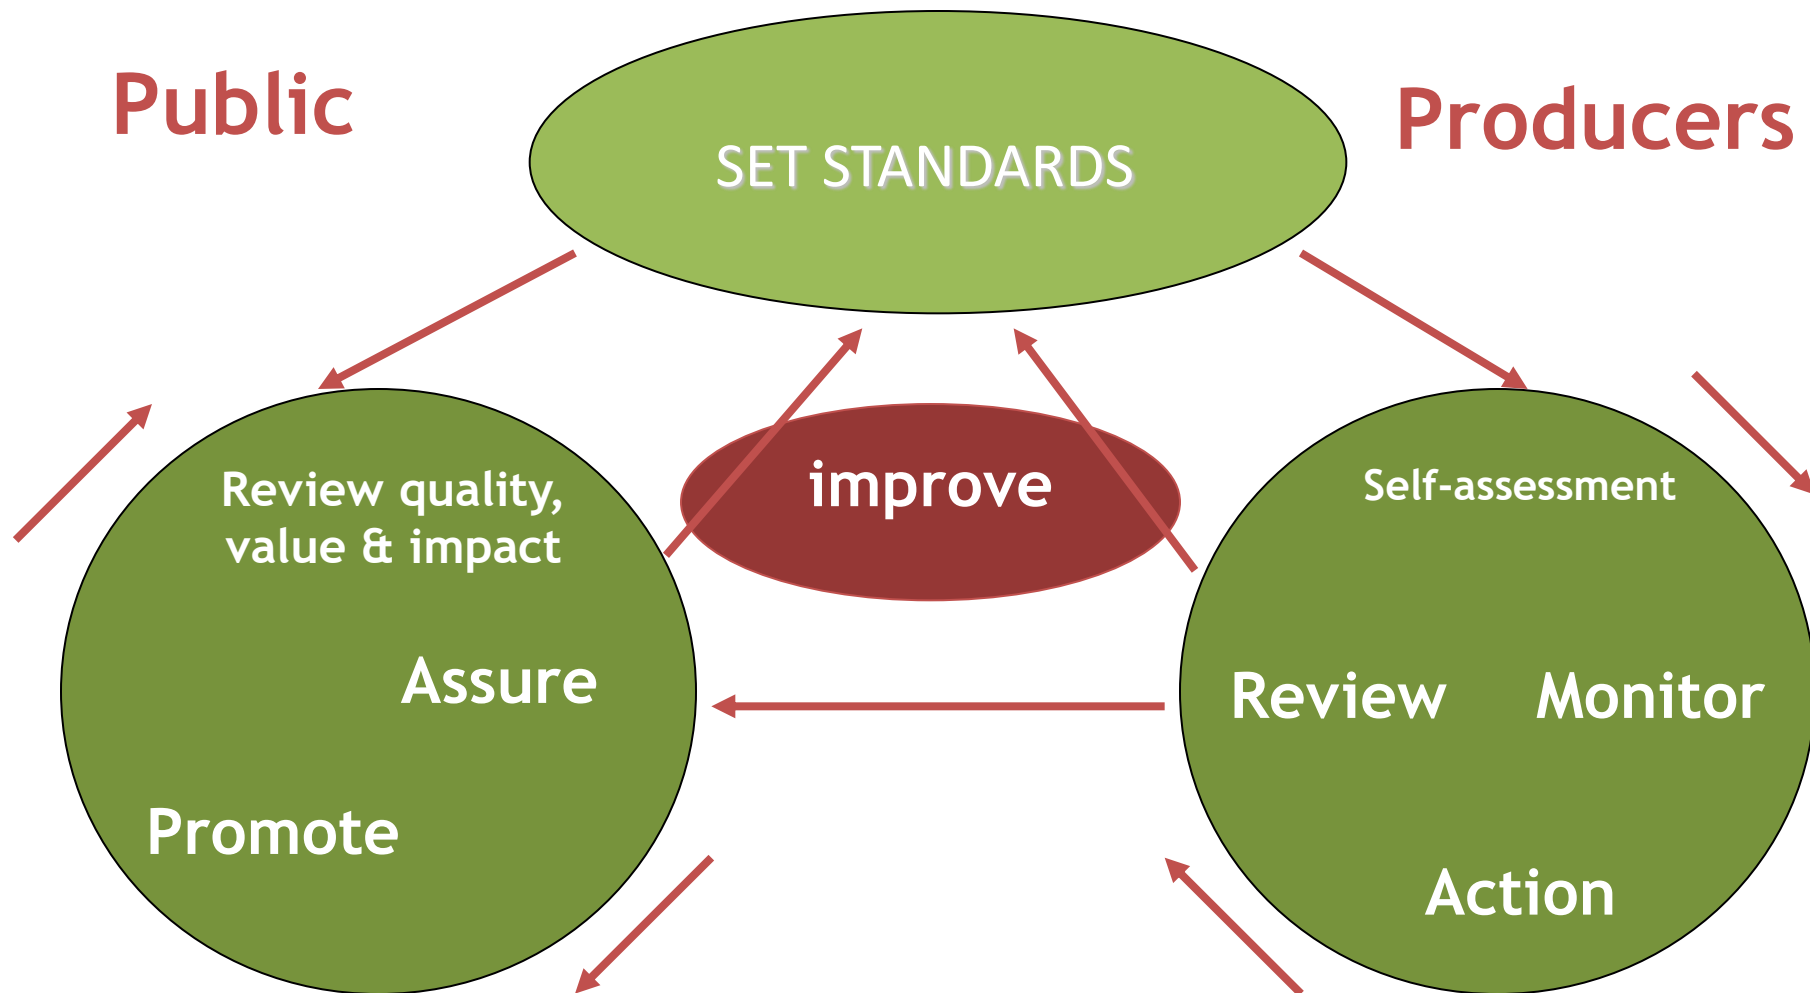 Public
Producers
SET STANDARDS
Review quality,
value & impact
Assure
Promote
improve
Self-assessment
Review
Monitor
Action